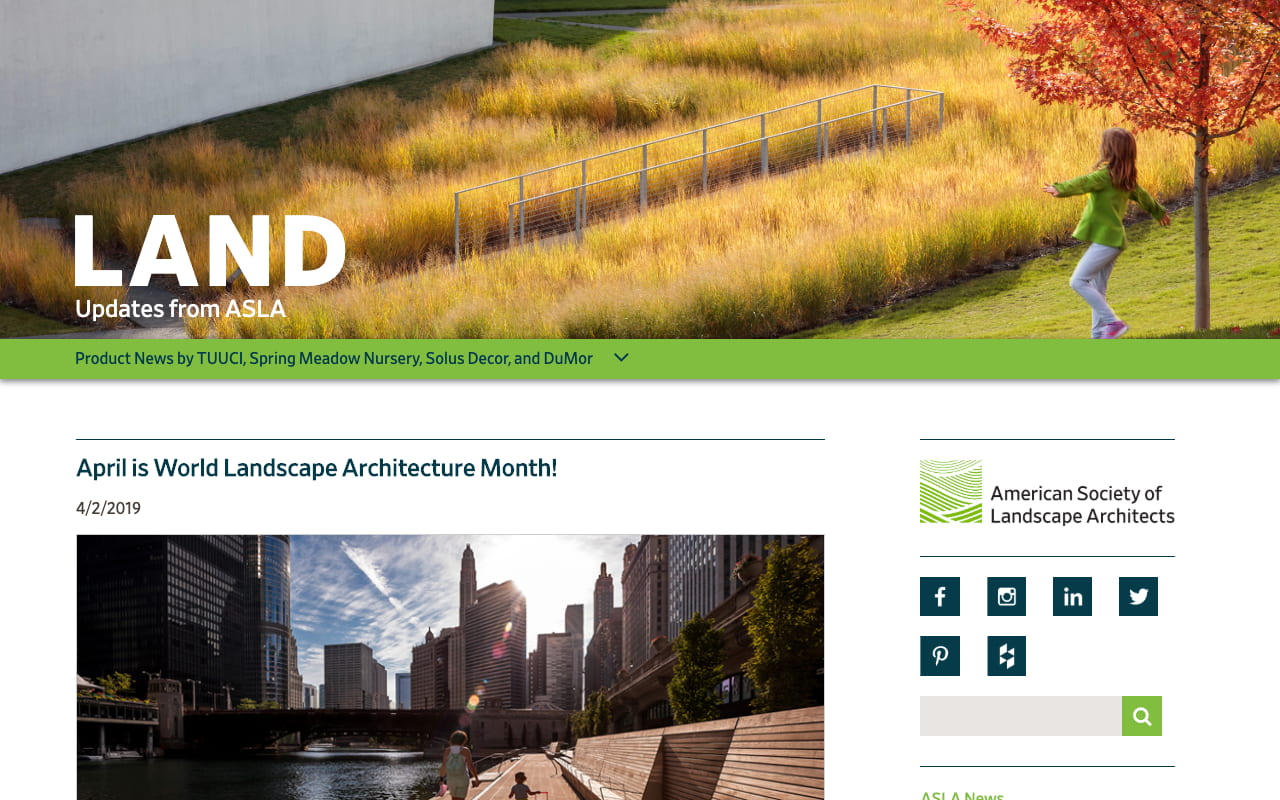 LAND
Updates from ASLA
Product News by TUUCI, Spring Meadow Nursery, Solus Decor, and DuMor
April is World Landscape Architecture Month!
4/2/2019
American Society of
Landscape Architects
ASLA News